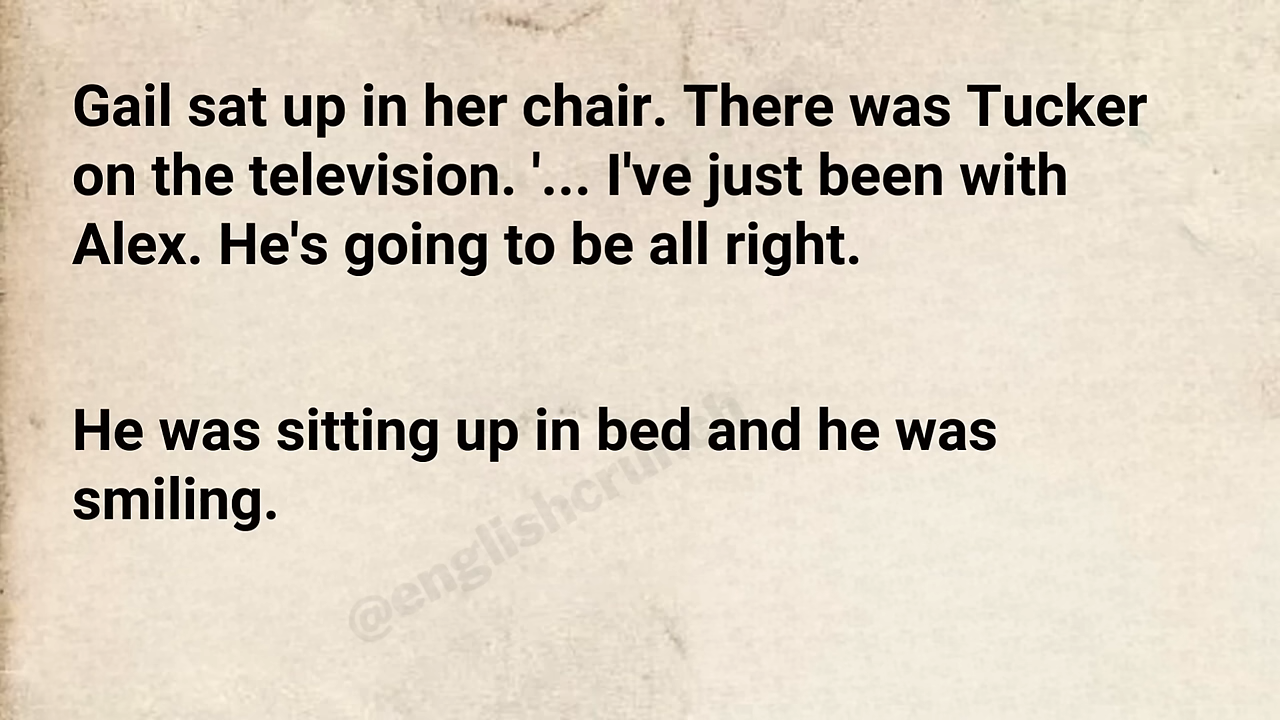 Gail sat up in her chair. There was Tucker
on the television. '... I've just been with
Alex. He's going to be all right.
He was sitting up in bed and he was
smiling.
@englishcrunch